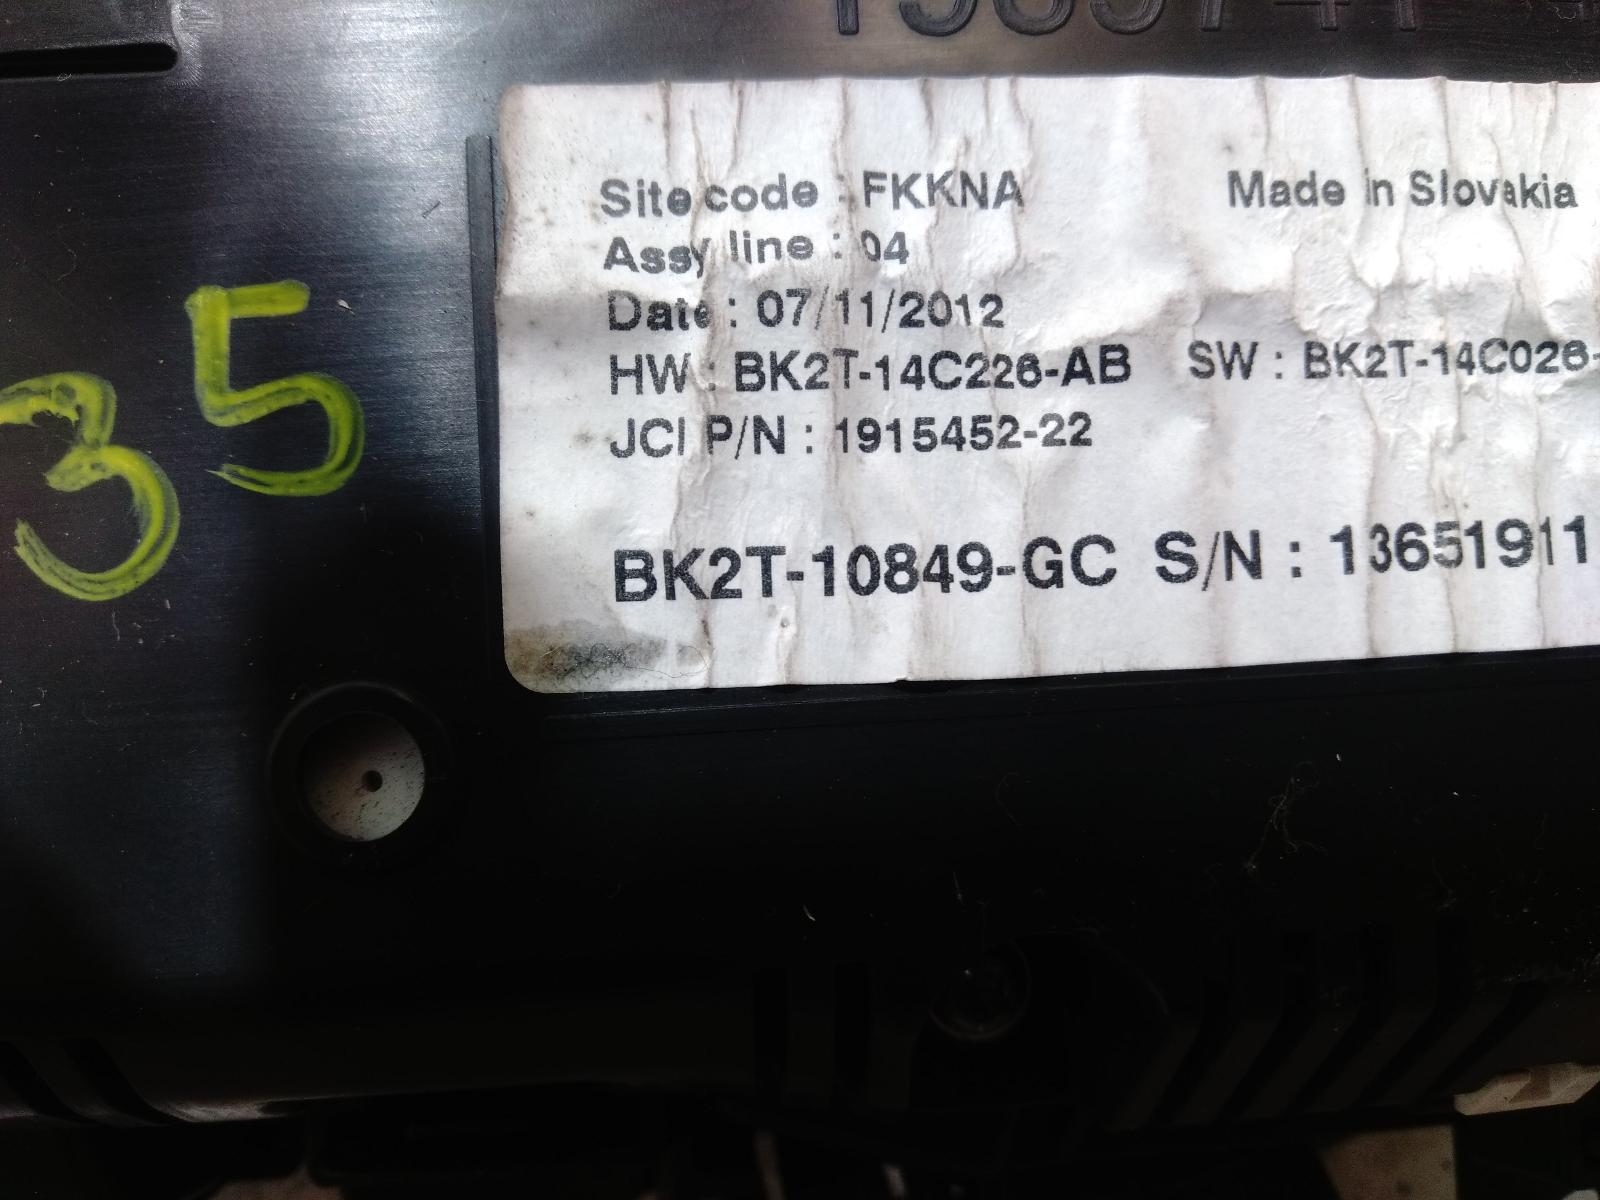 Site code : FKKNA Made in Slovakia
Assy line : 04
Date : 07/11/2012
HW : BK2T-14C226-AB SW : BK2T-14C026-
JCI P/N : 1915452-22
BK2T-10849-GC S/N : 13651911
35